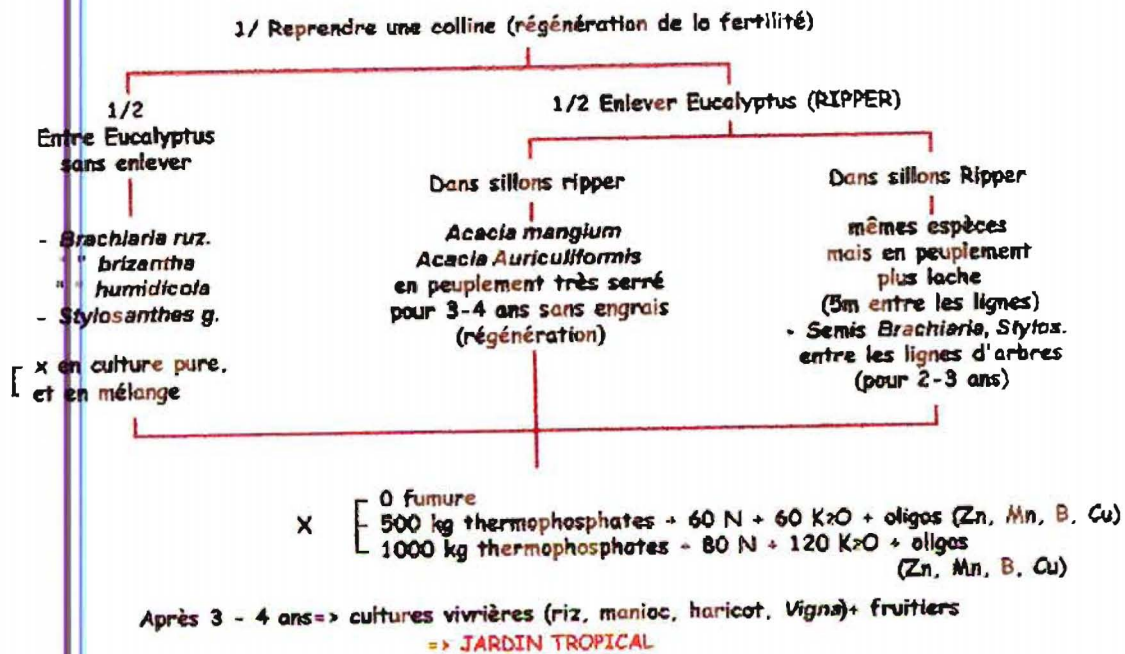 1/ Reprendre une colline (régénération de la fertilité)
1/2
Entre Eucalyptus
sans enlever
- Brachiaria ruz.
" " brizantha
" " humidicola
- Stylosanthes g.
[ x en culture pure,
et en mélange
1/2 Enlever Eucalyptus (RIPPER)
Dans sillons ripper
Acacia mangium
Acacia Auriculiformis
en peuplement très serré
pour 3-4 ans sans engrais
(régénération)
Dans sillons Ripper
mêmes espèces
mais en peuplement
plus lache
(5m entre les lignes)
- Semis Brachiaria, Stylos.
entre les lignes d'arbres
(pour 2-3 ans)
X
0 fumure
500 kg thermophosphates + 60 N + 60 K2O + oligos (Zn, Mn, B, Cu)
1000 kg thermophosphates + 80 N + 120 K2O + oligos
(Zn, Mn, B, Cu)
Après 3 - 4 ans=> cultures vivrières (riz, manioc, haricot, Vigna)+ fruitiers
=> JARDIN TROPICAL